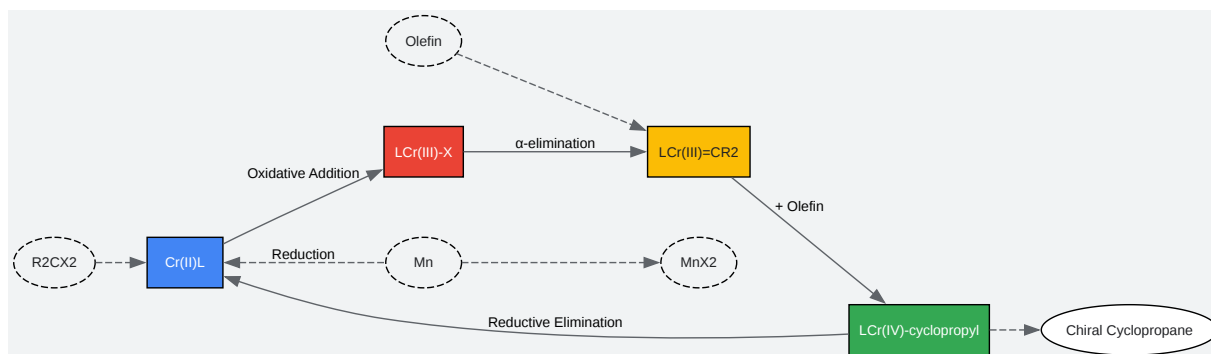 Olefin
LCr(III)-X
α-elimination
LCr(III)=CR2
Oxidative Addition
+ Olefin
R2CX2
Cr(II)L
Reduction
Mn
MnX2
Reductive Elimination
LCr(IV)-cyclopropyl
Chiral Cyclopropane